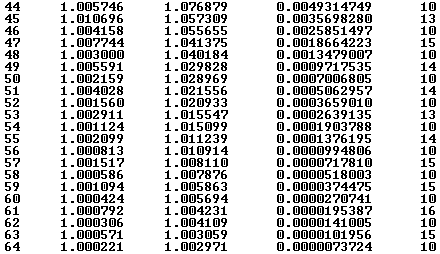 44 1.005746 1.076879 0.0049314749 10
45 1.010696 1.057309 0.0035698280 13
46 1.004158 1.055655 0.0025851497 10
47 1.007744 1.041375 0.0018664223 15
48 1.003000 1.040184 0.0013479007 10
49 1.005591 1.029828 0.0009717535 14
50 1.002159 1.028969 0.0007006805 10
51 1.004028 1.021556 0.0005062957 14
52 1.001560 1.020933 0.0003659010 10
53 1.002911 1.015547 0.0002639135 13
54 1.001124 1.015099 0.0001903788 10
55 1.002099 1.011239 0.0001376195 14
56 1.000813 1.010914 0.0000994806 10
57 1.001517 1.008110 0.0000717810 15
58 1.000586 1.007876 0.0000518003 10
59 1.001094 1.005863 0.0000374475 15
60 1.000424 1.005694 0.0000270741 10
61 1.000792 1.004231 0.0000195387 16
62 1.000306 1.004109 0.0000141005 10
63 1.000571 1.003059 0.0000101956 15
64 1.000221 1.002971 0.0000073724 10